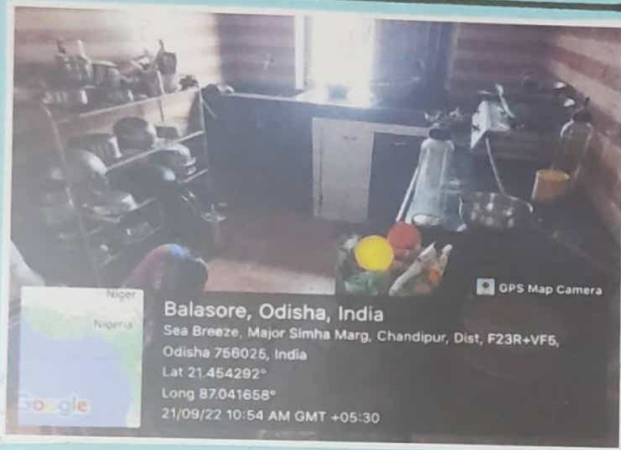 GPS Map Camera
Niger
Nigeria
Google
Balasore, Odisha, India
Sea Breeze, Major Simha Marg, Chandipur, Dist, F23R+VF5,
Odisha 756025, India
Lat 21.454292°
Long 87.041658°
21/09/22 10:54 AM GMT +05:30